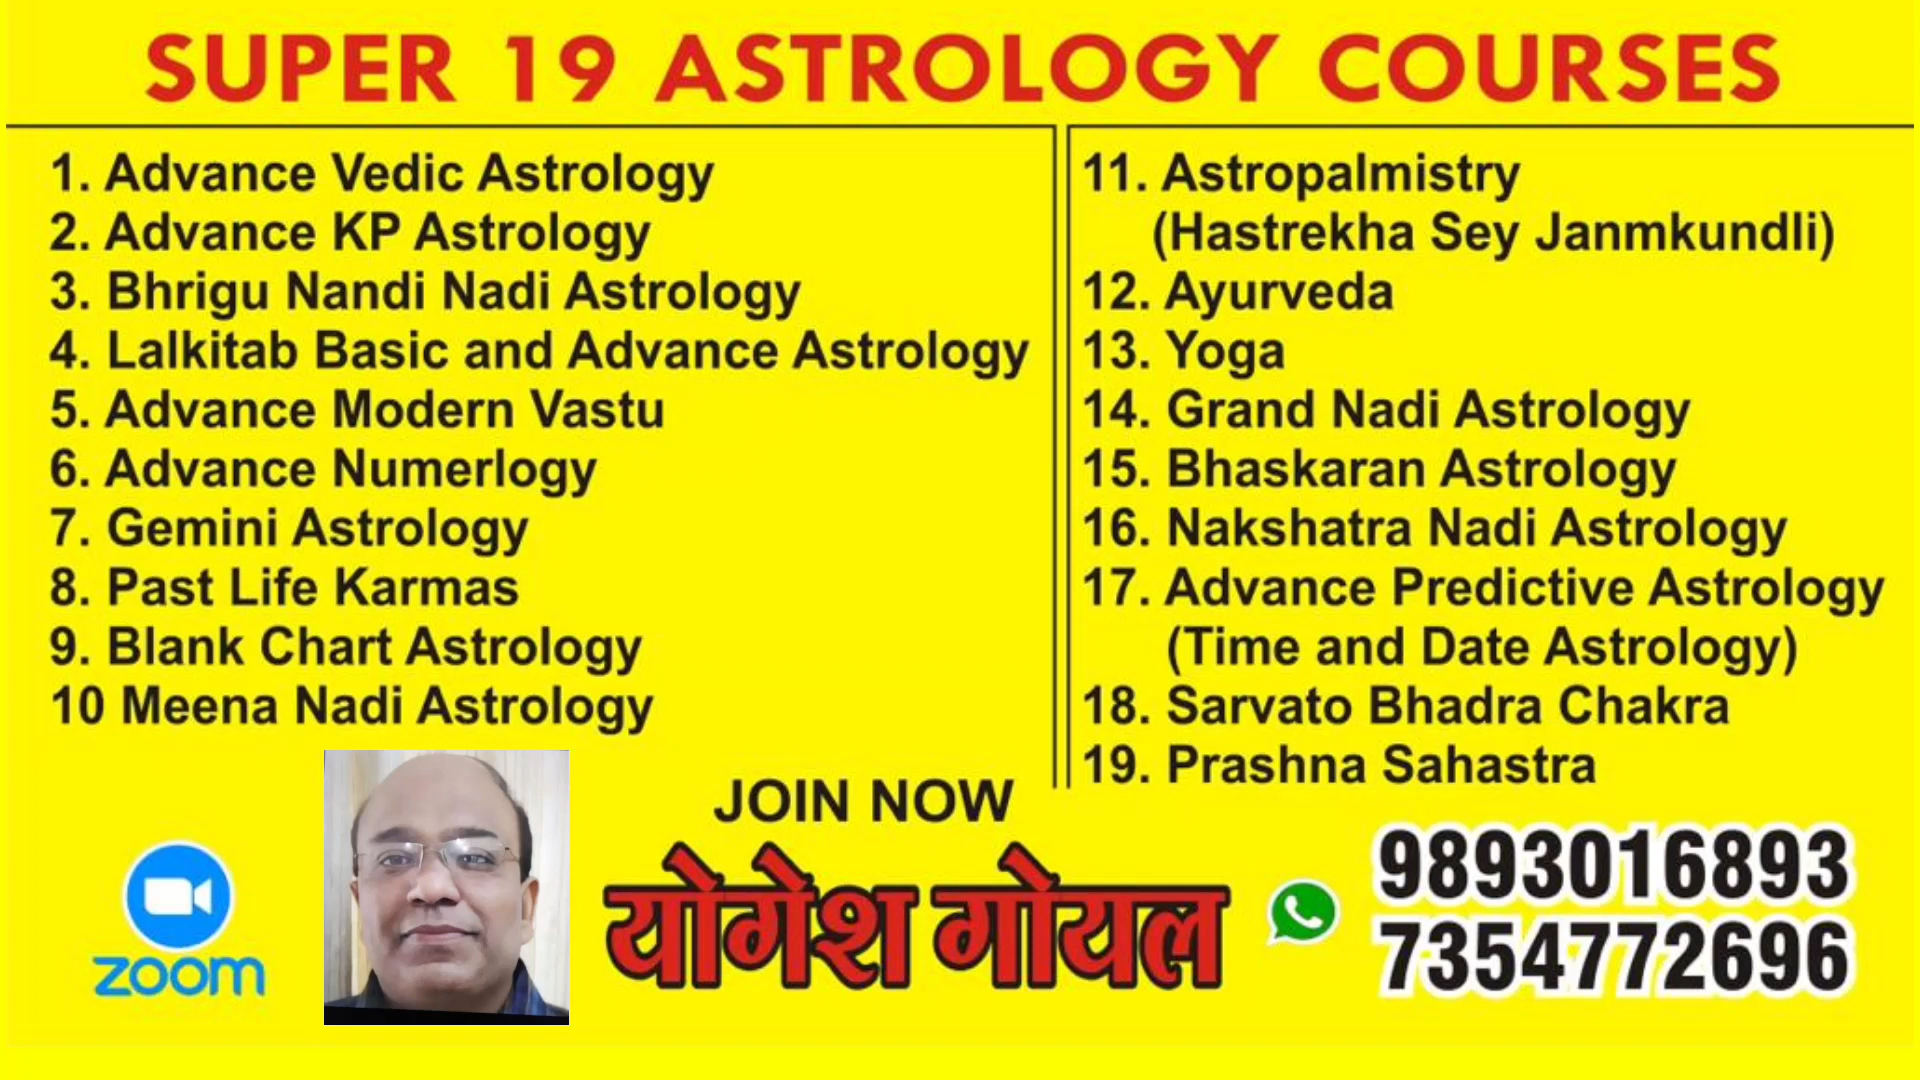 SUPER 19 ASTROLOGY COURSES
1. Advance Vedic Astrology
2. Advance KP Astrology
3. Bhrigu Nandi Nadi Astrology
4. Lalkitab Basic and Advance Astrology
5. Advance Modern Vastu
6. Advance Numerlogy
7. Gemini Astrology
8. Past Life Karmas
9. Blank Chart Astrology
10 Meena Nadi Astrology
11. Astropalmistry
(Hastrekha Sey Janmkundli)
12. Ayurveda
13. Yoga
14. Grand Nadi Astrology
15. Bhaskaran Astrology
16. Nakshatra Nadi Astrology
17. Advance Predictive Astrology
(Time and Date Astrology)
18. Sarvato Bhadra Chakra
19. Prashna Sahastra
zoom
JOIN NOW
योगेश गोयल
9893016893
7354772696